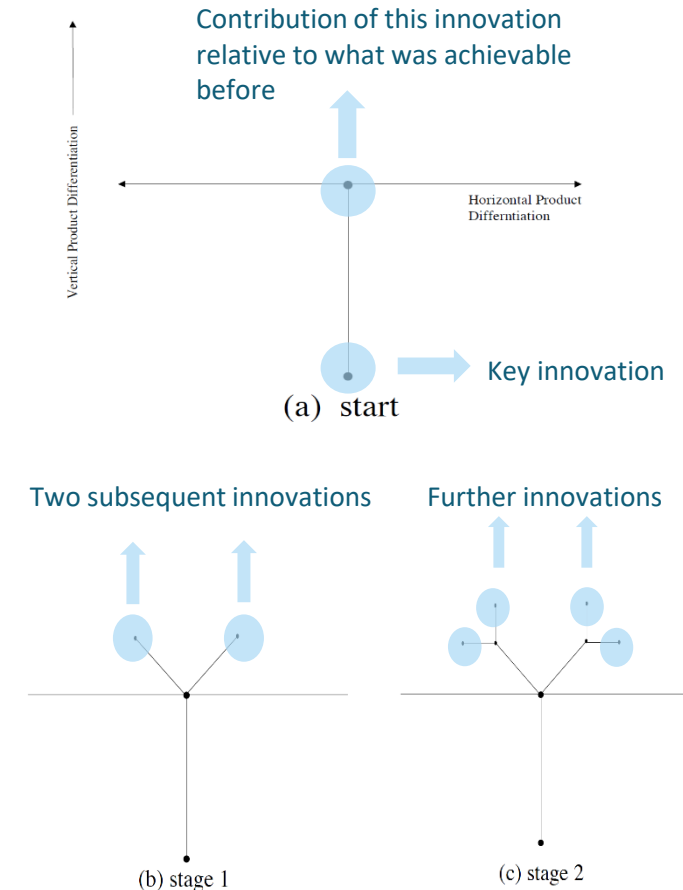 Contribution of this innovation
relative to what was achievable
before
Vertical Product Differentiation
Horizontal Product
Differntiation
Key innovation
(a) start
Two subsequent innovations
Further innovations
(b) stage 1
(c) stage 2